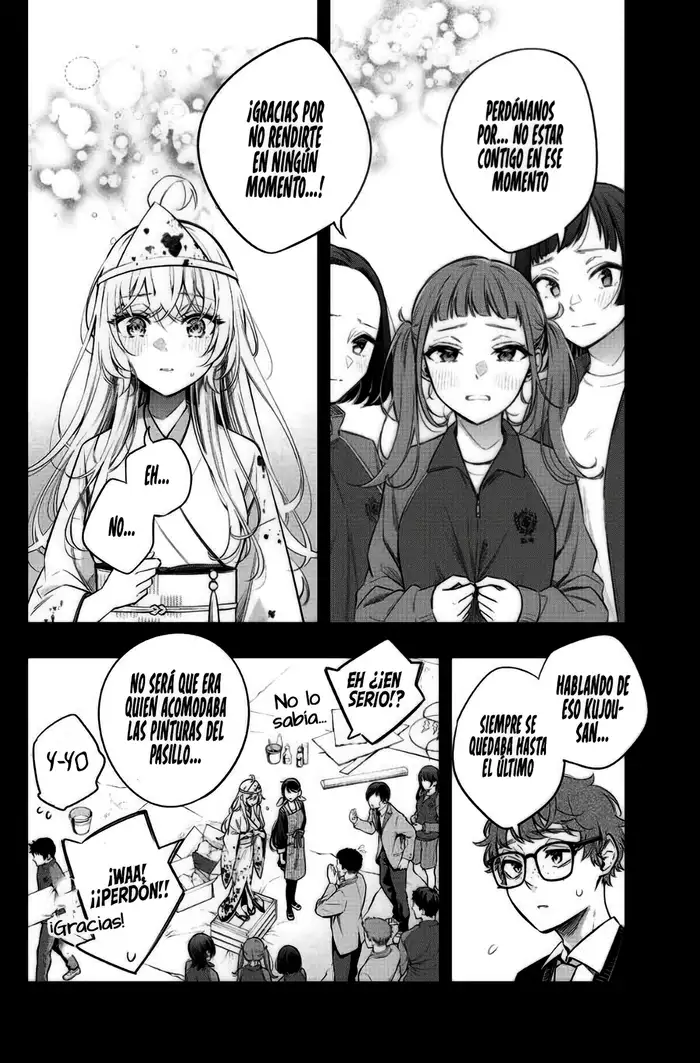 PERDÓNANOS
POR... NO ESTAR
CONTIGO EN ESE
MOMENTO
¡GRACIAS POR
NO RENDIRTE
EN NINGÚN
MOMENTO...!
EH...
NO...
HABLANDO DE
ESO KUJOU-
SAN...
SIEMPRE SE
QUEDABA HASTA
EL ÚLTIMO
EH ¿¡EN
SERIO!?
No lo
sabía...
NO SERÁ QUE ERA
QUIEN ACOMODABA
LAS PINTURAS DEL
PASILLO...
Y-YO
¡WAA!
¡¡PERDÓN!!
¡Gracias!